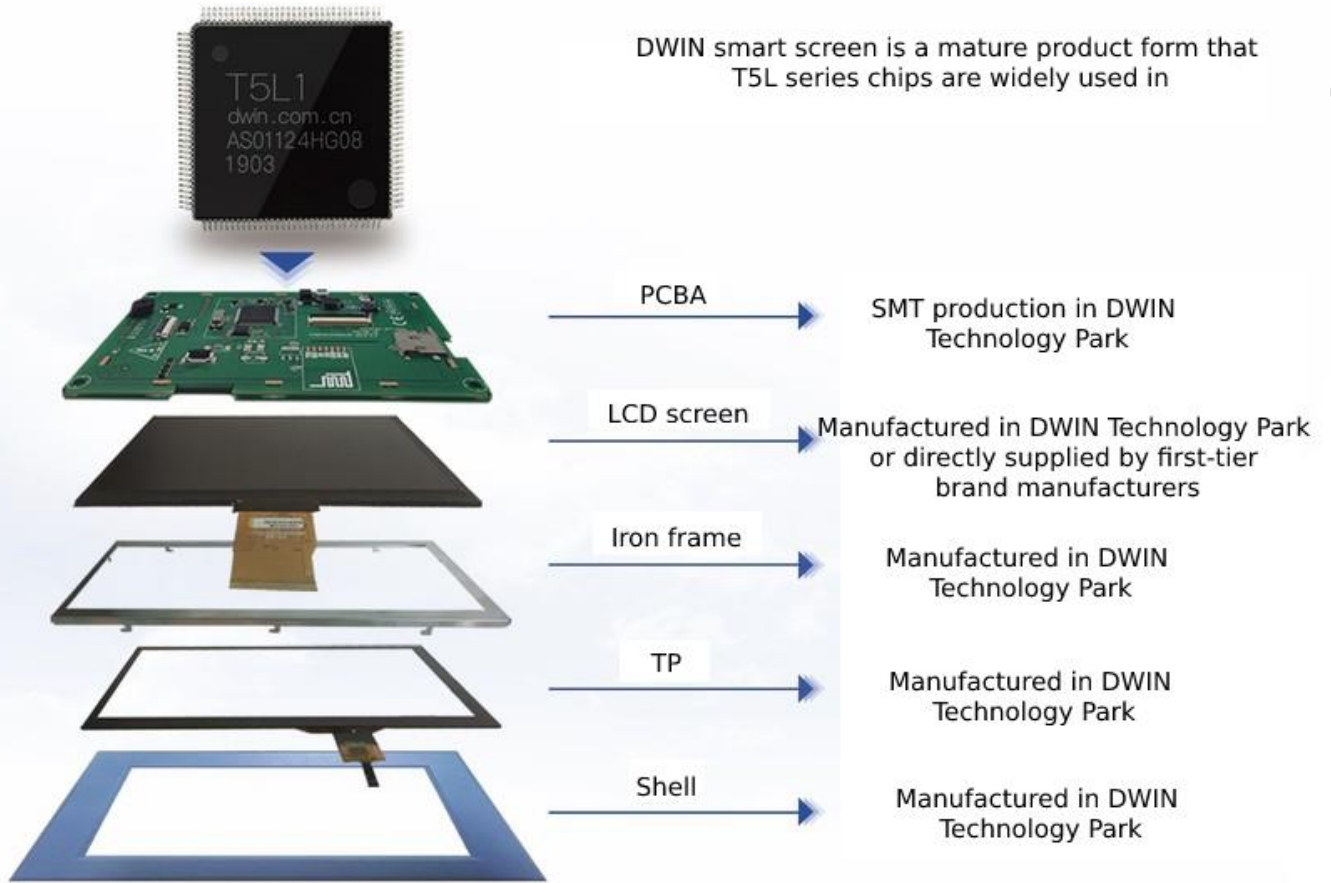 T5L1
dwin.com.cn
AS01124HG08
1903
DWIN smart screen is a mature product form that
T5L series chips are widely used in
PCBA
SMT production in DWIN
Technology Park
LCD screen
Manufactured in DWIN Technology Park
or directly supplied by first-tier
brand manufacturers
Iron frame
Manufactured in DWIN
Technology Park
TP
Manufactured in DWIN
Technology Park
Shell
Manufactured in DWIN
Technology Park